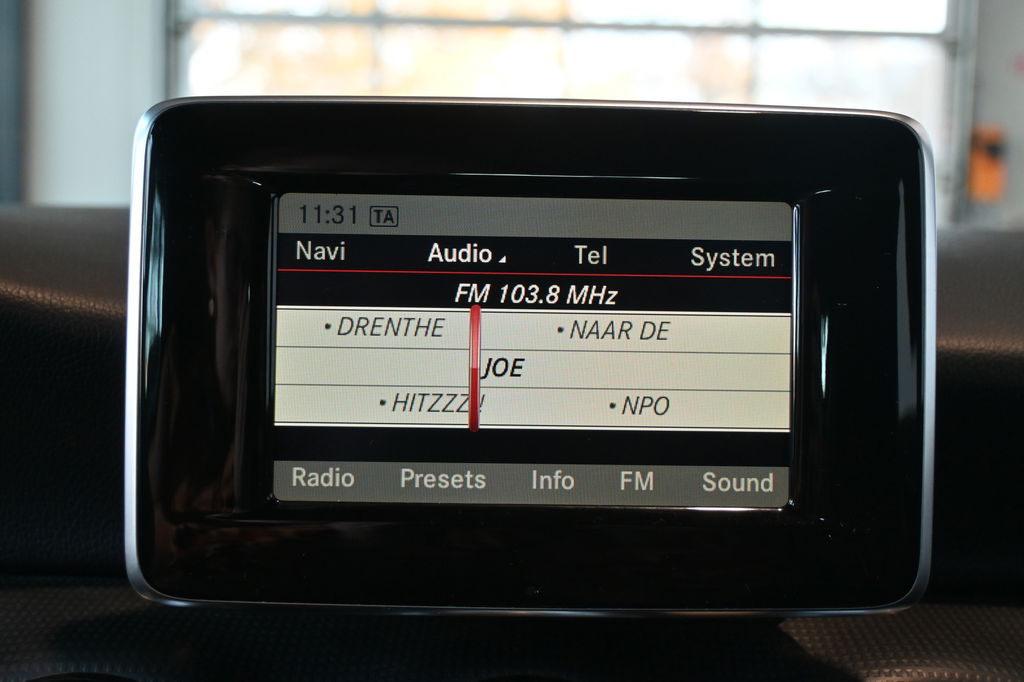 11:31 TA
Navi Audio Tel System
FM 103.8 MHz
• DRENTHE • NAAR DE
JOE
• HITZZZ! • NPO
Radio Presets Info FM Sound